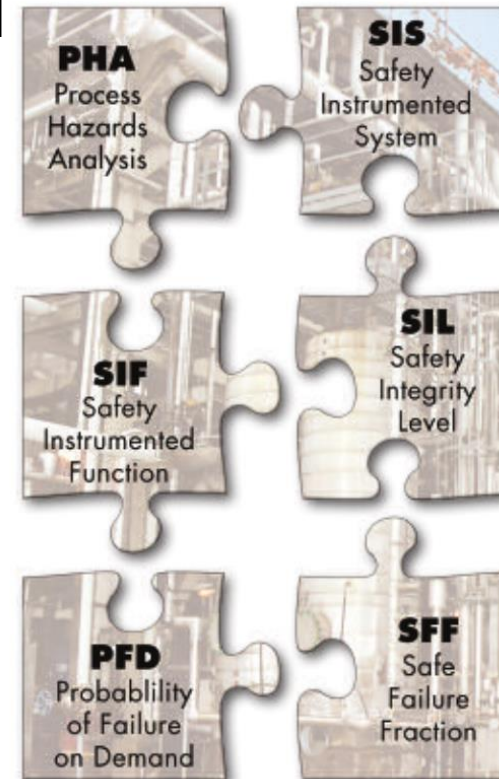 PHA
Process
Hazards
Analysis
SIS
Safety
Instrumented
System
SIF
Safety
Instrumented
Function
SIL
Safety
Integrity
Level
PFD
Probablility
of Failure
on Demand
SFF
Safe
Failure
Fraction